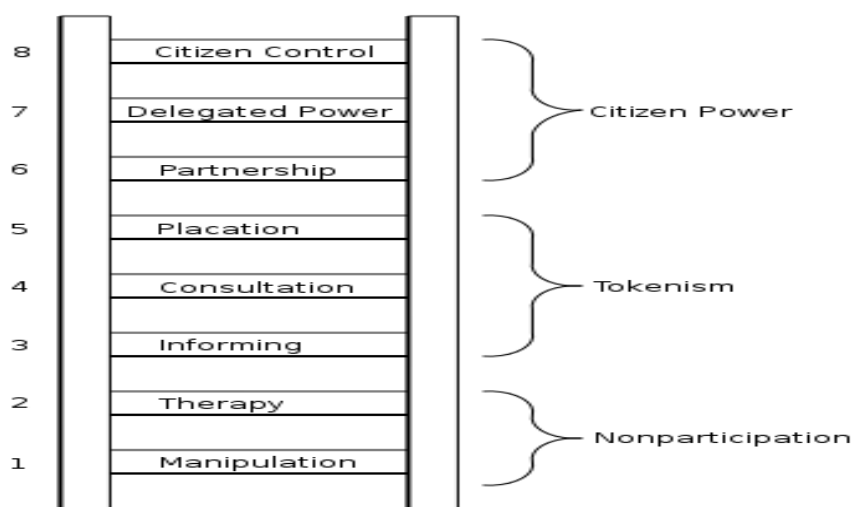 8 Citizen Control
7 Delegated Power
Citizen Power
6 Partnership
5 Placation
4 Consultation
Tokenism
3 Informing
2 Therapy
Nonparticipation
1 Manipulation